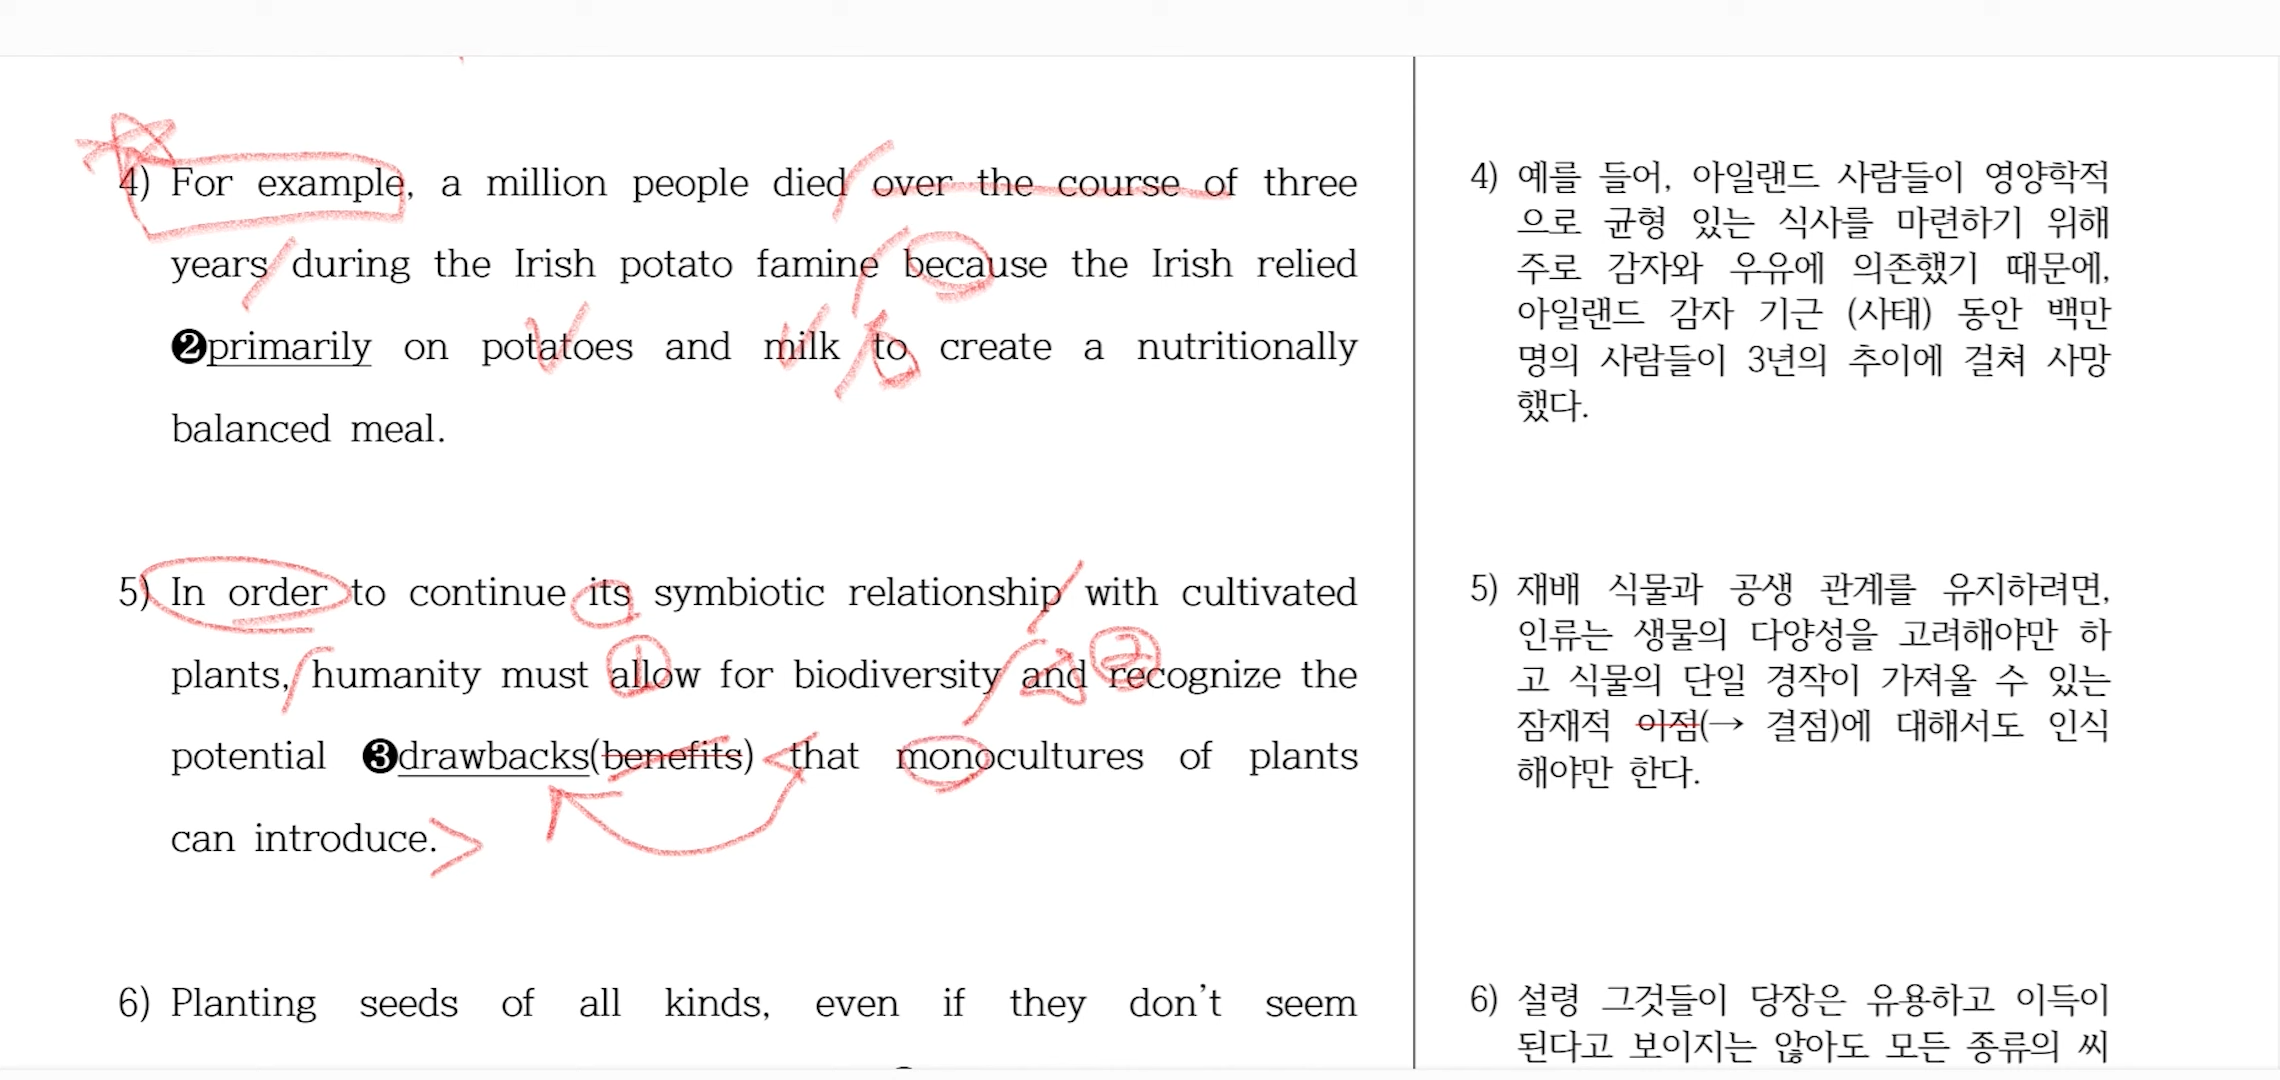 4) For example, a million people died over the course of three
years during the Irish potato famine because the Irish relied
❷primarily on potatoes and milk to create a nutritionally
balanced meal.
5) In order to continue its symbiotic relationship with cultivated
plants, humanity must allow for biodiversity and recognize the
potential ❸drawbacks(benefits) that monocultures of plants
can introduce.
6) Planting seeds of all kinds, even if they don't seem
4) 예를 들어, 아일랜드 사람들이 영양학적
으로 균형 있는 식사를 마련하기 위해
주로 감자와 우유에 의존했기 때문에,
아일랜드 감자 기근 (사태) 동안 백만
명의 사람들이 3년의 추이에 걸쳐 사망
했다.
5) 재배 식물과 공생 관계를 유지하려면,
인류는 생물의 다양성을 고려해야만 하
고 식물의 단일 경작이 가져올 수 있는
잠재적 이점(→ 결점)에 대해서도 인식
해야만 한다.
6) 설령 그것들이 당장은 유용하고 이득이
된다고 보이지는 않아도 모든 종류의 씨
①
②